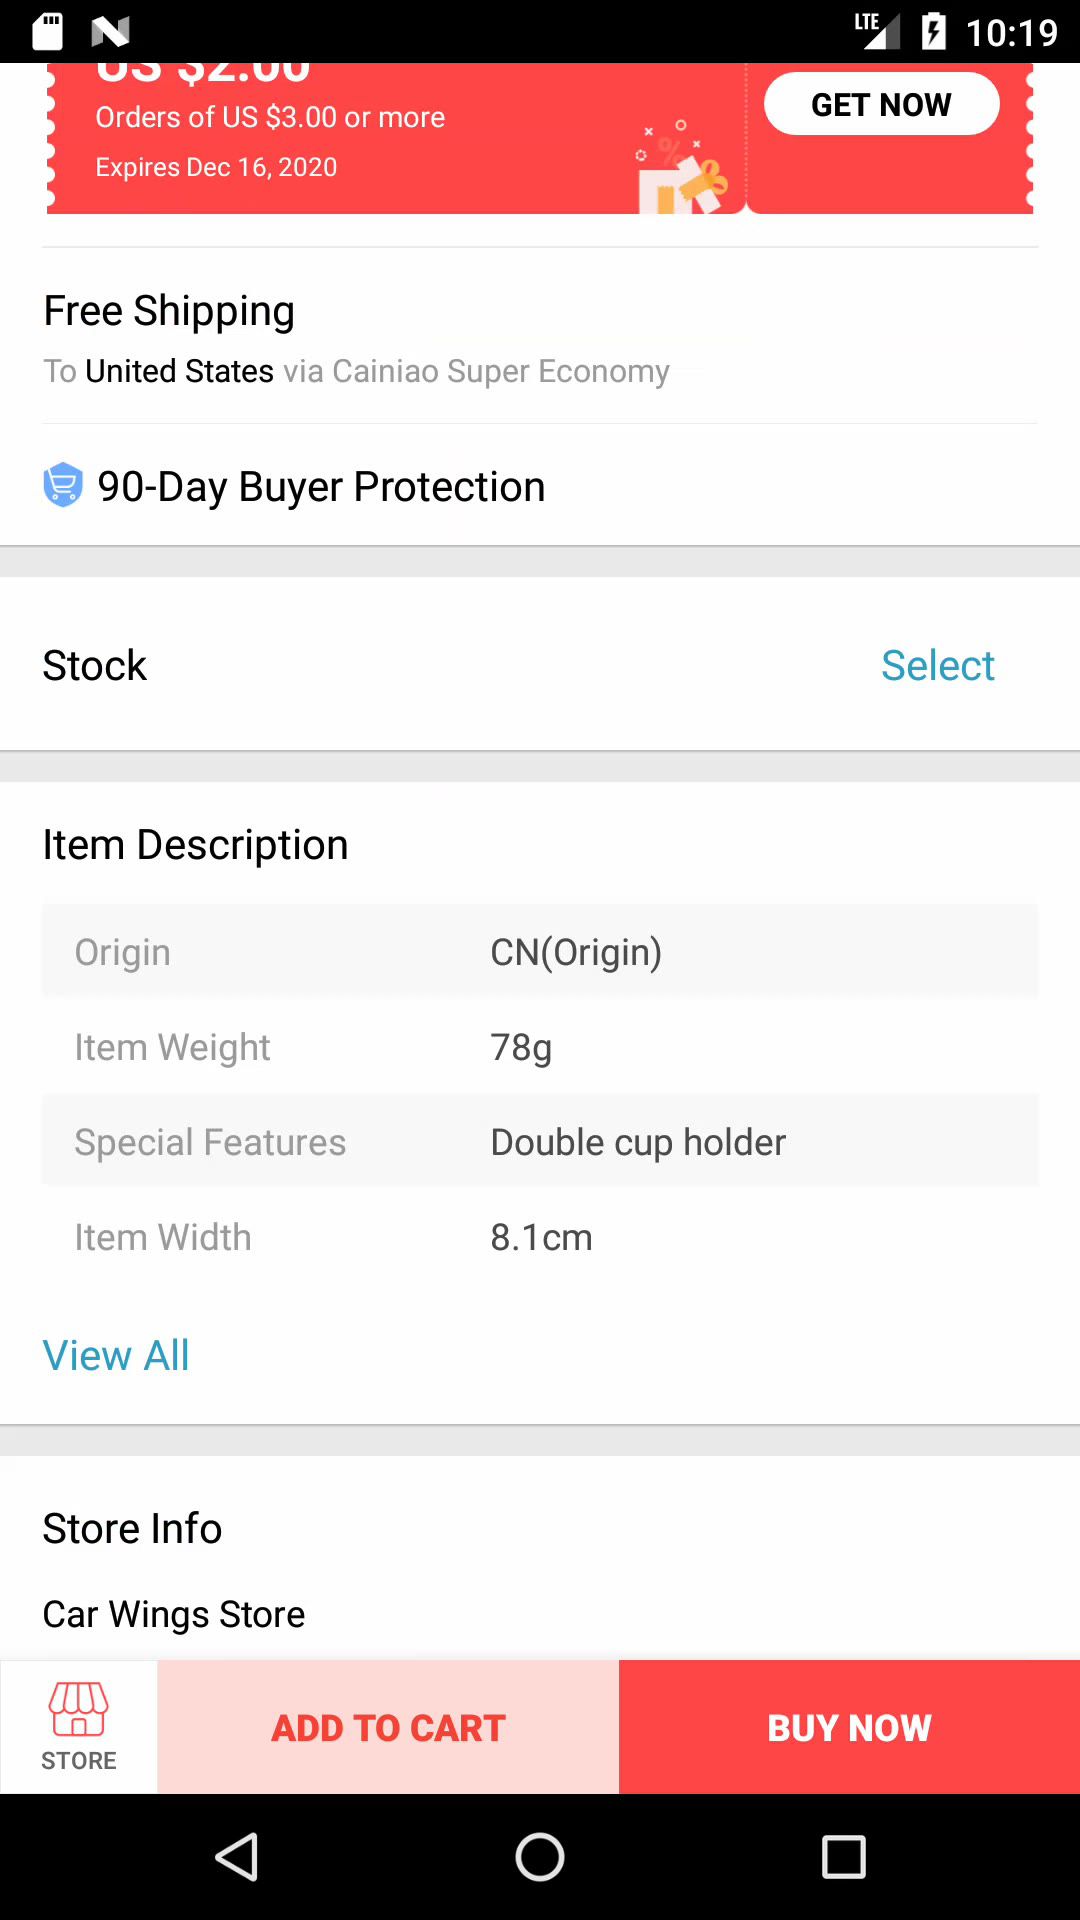 LTE 10:19
US $2.00
Orders of US $3.00 or more
Expires Dec 16, 2020
GET NOW
Free Shipping
To United States via Cainiao Super Economy
90-Day Buyer Protection
Stock Select
Item Description
Origin CN(Origin)
Item Weight 78g
Special Features Double cup holder
Item Width 8.1cm
View All
Store Info
Car Wings Store
STORE ADD TO CART BUY NOW